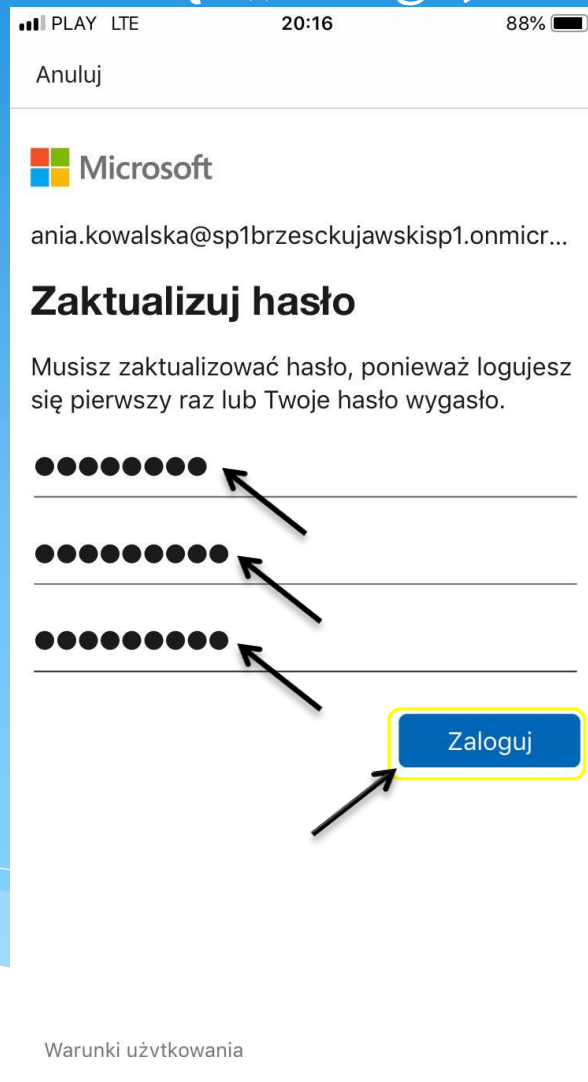 PLAY LTE 20:16 88%
Anuluj
Microsoft
ania.kowalska@sp1brzesckujawskisp1.onmicr...
Zaktualizuj hasło
Musisz zaktualizować hasło, ponieważ logujesz
się pierwszy raz lub Twoje hasło wygasło.
●●●●●●●●
●●●●●●●●●
●●●●●●●●●
Zaloguj
Warunki użytkowania